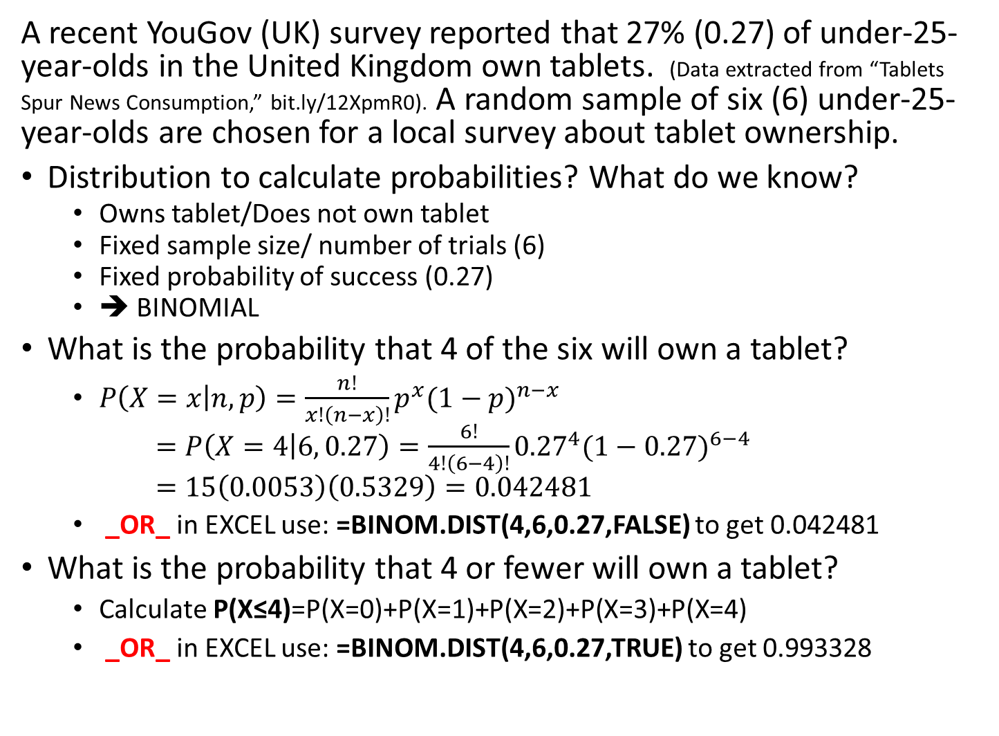 A recent YouGov (UK) survey reported that 27% (0.27) of under-25-
year-olds in the United Kingdom own tablets. (Data extracted from “Tablets
Spur News Consumption,” bit.ly/12XpmR0). A random sample of six (6) under-25-
year-olds are chosen for a local survey about tablet ownership.
• Distribution to calculate probabilities? What do we know?
• Owns tablet/Does not own tablet
• Fixed sample size/ number of trials (6)
• Fixed probability of success (0.27)
• ➔ BINOMIAL
• What is the probability that 4 of the six will own a tablet?
• P(X = x|n, p) = \frac{n!}{x!(n−x)!} p^x (1 − p)^{n−x}
= P(X = 4|6, 0.27) = \frac{6!}{4!(6−4)!} 0.27^4 (1 − 0.27)^{6−4}
= 15(0.0053)(0.5329) = 0.042481
• _OR_ in EXCEL use: =BINOM.DIST(4,6,0.27,FALSE) to get 0.042481
• What is the probability that 4 or fewer will own a tablet?
• Calculate P(X≤4)=P(X=0)+P(X=1)+P(X=2)+P(X=3)+P(X=4)
• _OR_ in EXCEL use: =BINOM.DIST(4,6,0.27,TRUE) to get 0.993328